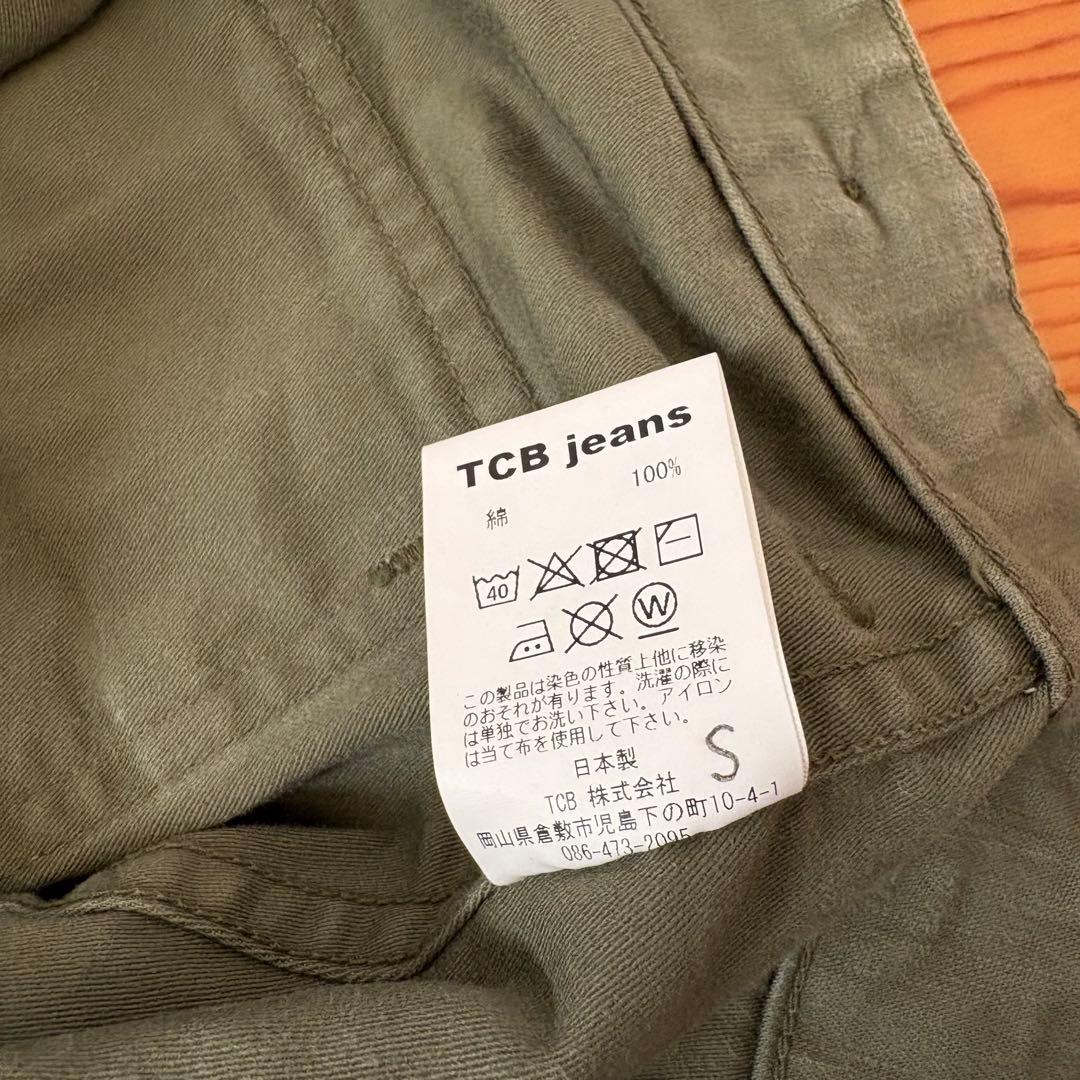 TCB jeans
綿 100%
40
W
この製品は染色の性質上他に移染
のおそれが有ります。洗濯の際に
は単独でお洗い下さい。アイロン
は当て布を使用して下さい。
日本製 S
TCB 株式会社
岡山県倉敷市児島下の町10-4-1
086-473-2095